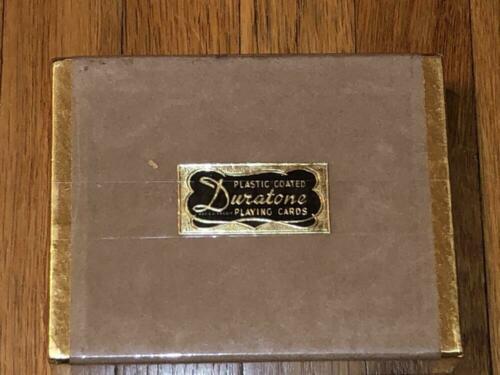 PLASTIC COATED
Duratone
PLAYING CARDS